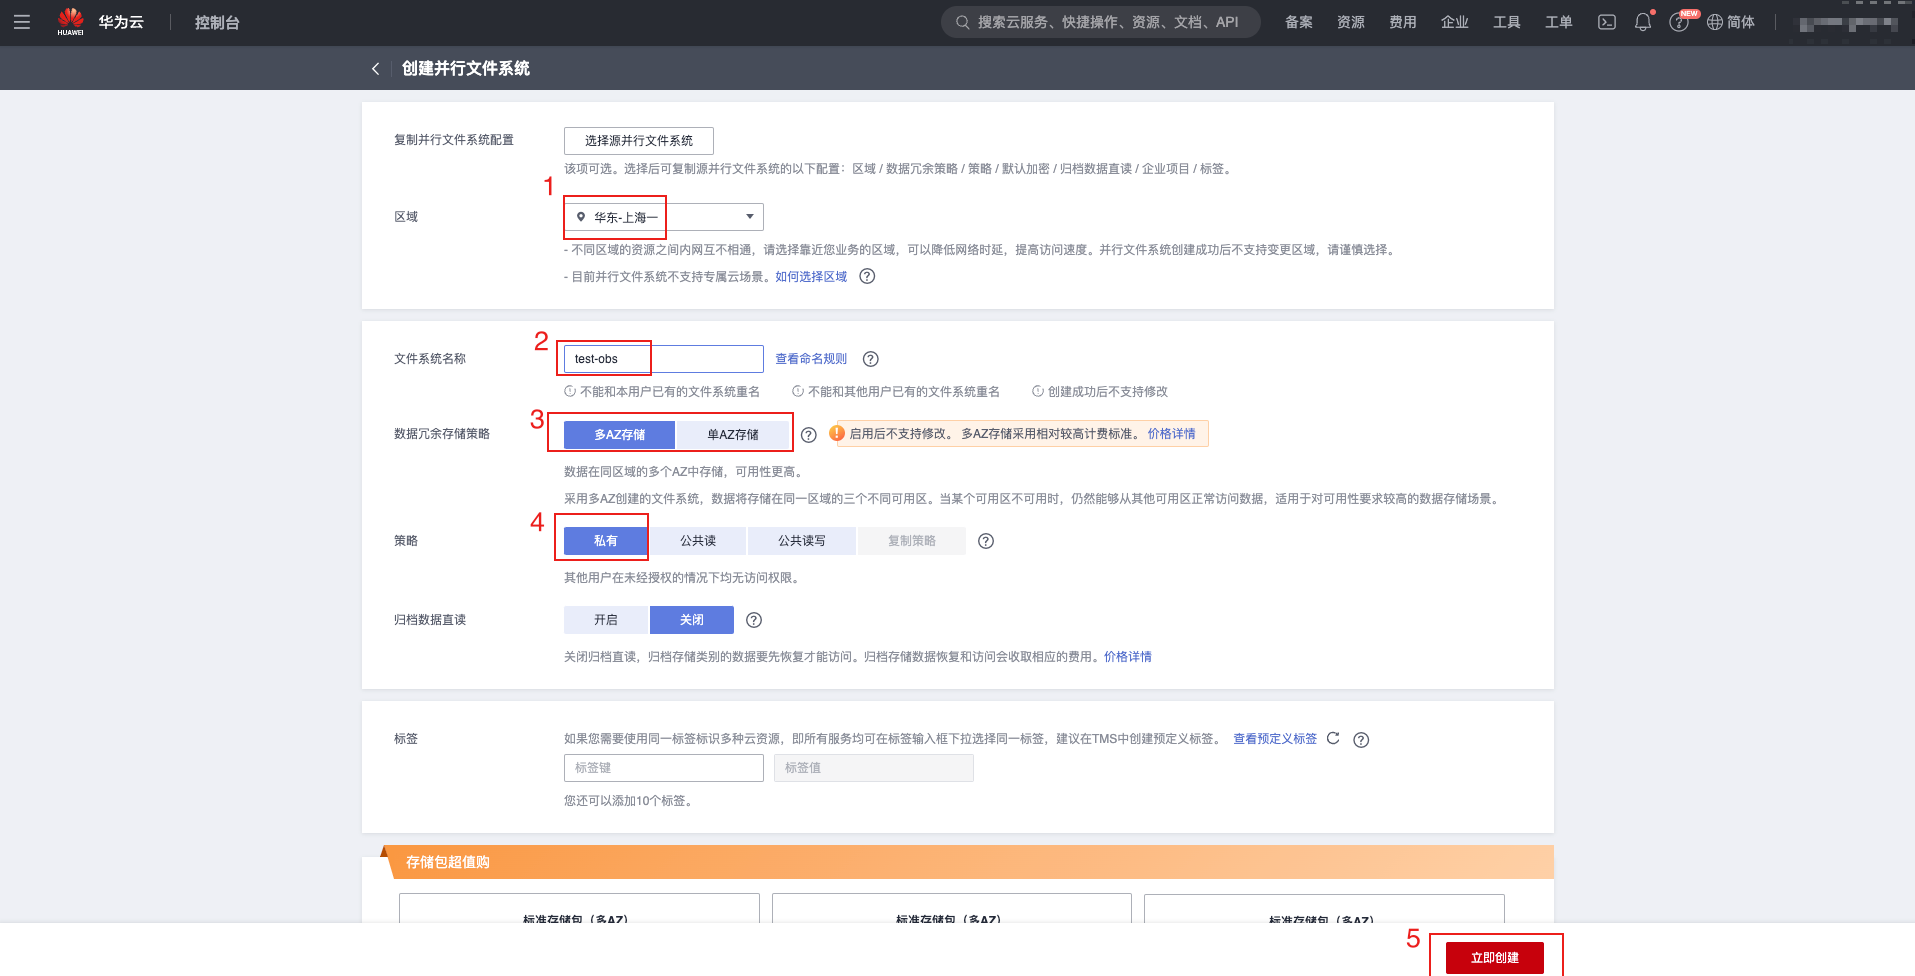 HUAWEI 华为云 控制台 搜索云服务、快捷操作、资源、文档、API 备案 资源 费用 企业 工具 工单 NEW 简体
创建并行文件系统
复制并行文件系统配置 选择源并行文件系统
该项可选。选择后可复制源并行文件系统的以下配置：区域 / 数据冗余策略 / 策略 / 默认加密 / 归档数据直读 / 企业项目 / 标签。
1
区域 华东-上海一
- 不同区域的资源之间内网互不相通，请选择靠近您业务的区域，可以降低网络时延，提高访问速度。并行文件系统创建成功后不支持变更区域，请谨慎选择。
- 目前并行文件系统不支持专属云场景。如何选择区域
2
文件系统名称 test-obs 查看命名规则
不能和本用户已有的文件系统重名 不能和其他用户已有的文件系统重名 创建成功后不支持修改
3
数据冗余存储策略 多AZ存储 单AZ存储 启用后不支持修改。 多AZ存储采用相对较高计费标准。 价格详情
数据在同区域的多个AZ中存储，可用性更高。
采用多AZ创建的文件系统，数据将存储在同一区域的三个不同可用区。当某个可用区不可用时，仍然能够从其他可用区正常访问数据，适用于对可用性要求较高的数据存储场景。
4
策略 私有 公共读 公共读写 复制策略
其他用户在未经授权的情况下均无访问权限。
归档数据直读 开启 关闭
关闭归档直读，归档存储类别的数据要先恢复才能访问。归档存储数据恢复和访问会收取相应的费用。价格详情
标签 如果您需要使用同一标签标识多种云资源，即所有服务均可在标签输入框下拉选择同一标签，建议在TMS中创建预定义标签。 查看预定义标签
标签键 标签值
您还可以添加10个标签。
存储包超值购
标准存储包（多AZ） 标准存储包（多AZ） 标准存储包（多AZ）
5
立即创建